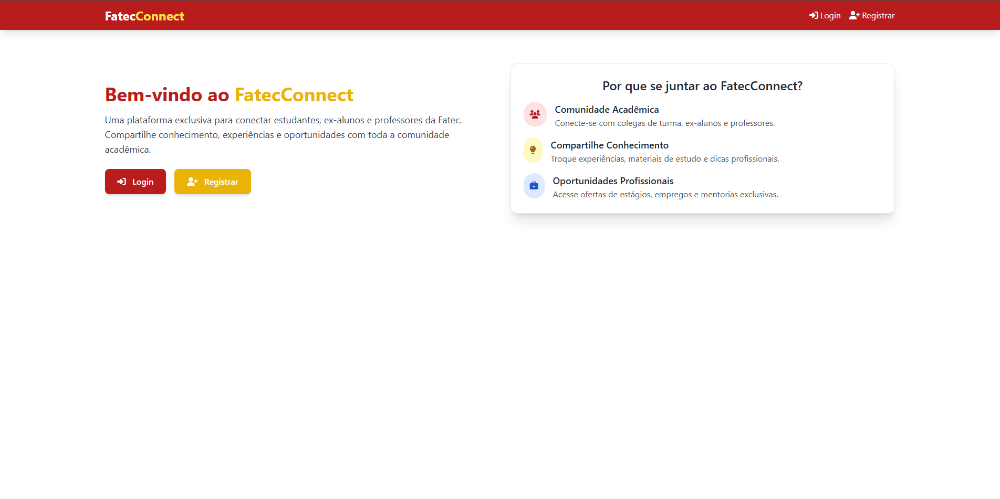 FatecConnect
Login
Registrar
Bem-vindo ao FatecConnect
Uma plataforma exclusiva para conectar estudantes, ex-alunos e professores da Fatec.
Compartilhe conhecimento, experiências e oportunidades com toda a comunidade
acadêmica.
Login
Registrar
Por que se juntar ao FatecConnect?
Comunidade Acadêmica
Conecte-se com colegas de turma, ex-alunos e professores.
Compartilhe Conhecimento
Troque experiências, materiais de estudo e dicas profissionais.
Oportunidades Profissionais
Acesse ofertas de estágios, empregos e mentorias exclusivas.